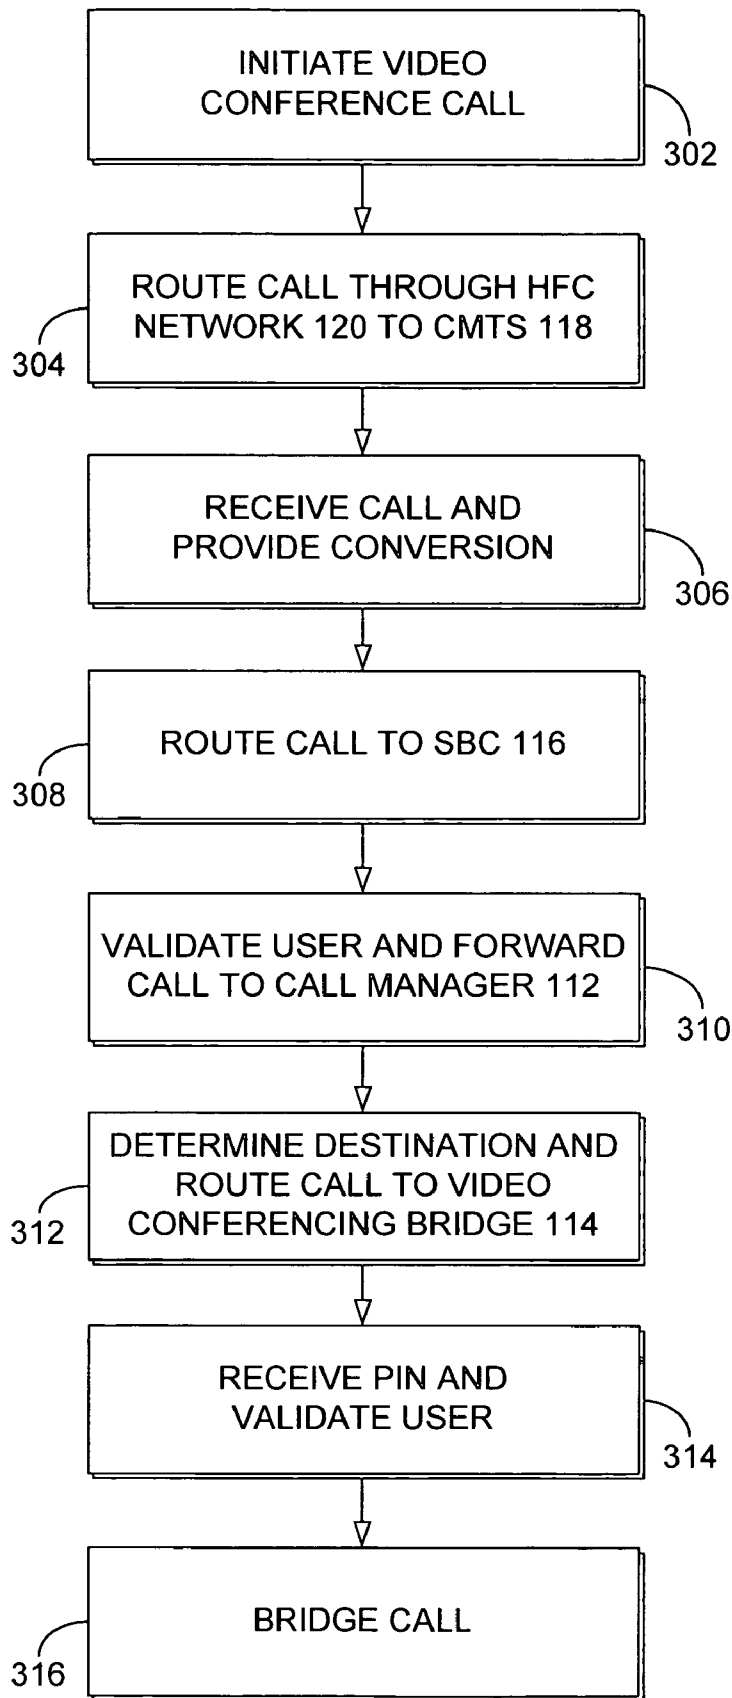 INITIATE VIDEO
CONFERENCE CALL
302
ROUTE CALL THROUGH HFC
NETWORK 120 TO CMTS 118
304
RECEIVE CALL AND
PROVIDE CONVERSION
306
ROUTE CALL TO SBC 116
308
VALIDATE USER AND FORWARD
CALL TO CALL MANAGER 112
310
DETERMINE DESTINATION AND
ROUTE CALL TO VIDEO
CONFERENCING BRIDGE 114
312
RECEIVE PIN AND
VALIDATE USER
314
BRIDGE CALL
316